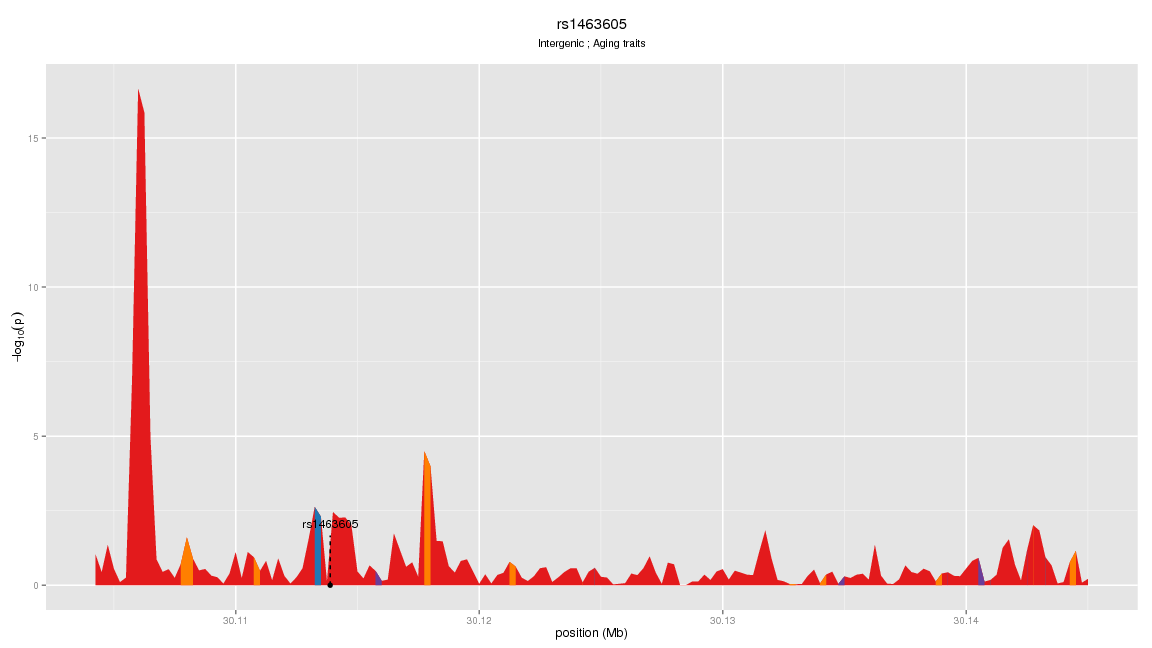 rs1463605
Intergenic ; Aging traits
15
10
5
0
−log10(p)
rs1463605
30.11
30.12
30.13
30.14
position (Mb)